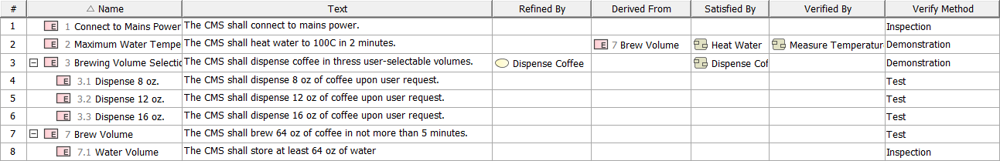 # Name Text Refined By Derived From Satisfied By Verified By Verify Method
1 E 1 Connect to Mains Power The CMS shall connect to mains power. Inspection
2 E 2 Maximum Water Tempe The CMS shall heat water to 100C in 2 minutes. E 7 Brew Volume Heat Water Measure Temperatur Demonstration
3 E 3 Brewing Volume Selectio The CMS shall dispense coffee in thress user-selectable volumes. Dispense Coffee Dispense Cof Demonstration
4 E 3.1 Dispense 8 oz. The CMS shall dispense 8 oz of coffee upon user request. Test
5 E 3.2 Dispense 12 oz. The CMS shall dispense 12 oz of coffee upon user request. Test
6 E 3.3 Dispense 16 oz. The CMS shall dispense 16 oz of coffee upon user request. Test
7 E 7 Brew Volume The CMS shall brew 64 oz of coffee in not more than 5 minutes. Test
8 E 7.1 Water Volume The CMS shall store at least 64 oz of water Inspection